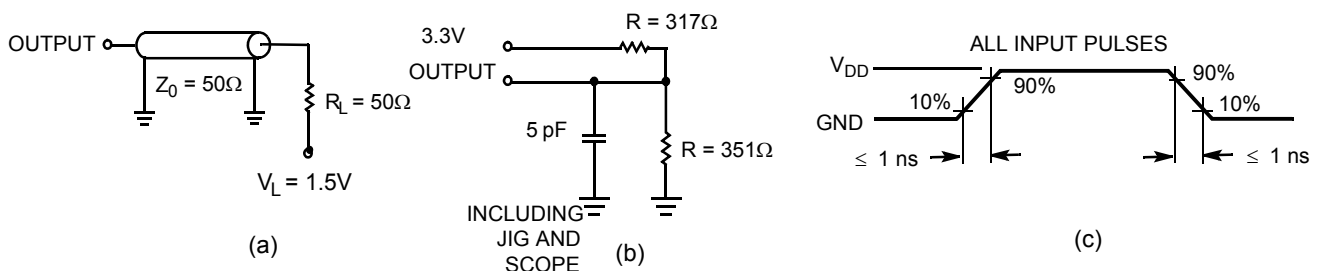 OUTPUT
Z0 = 50Ω
RL = 50Ω
VL = 1.5V
(a)
R = 317Ω
3.3V
OUTPUT
5 pF
R = 351Ω
INCLUDING
JIG AND
SCOPE
(b)
ALL INPUT PULSES
VDD
90%
90%
10%
10%
GND
≤ 1 ns
≤ 1 ns
(c)